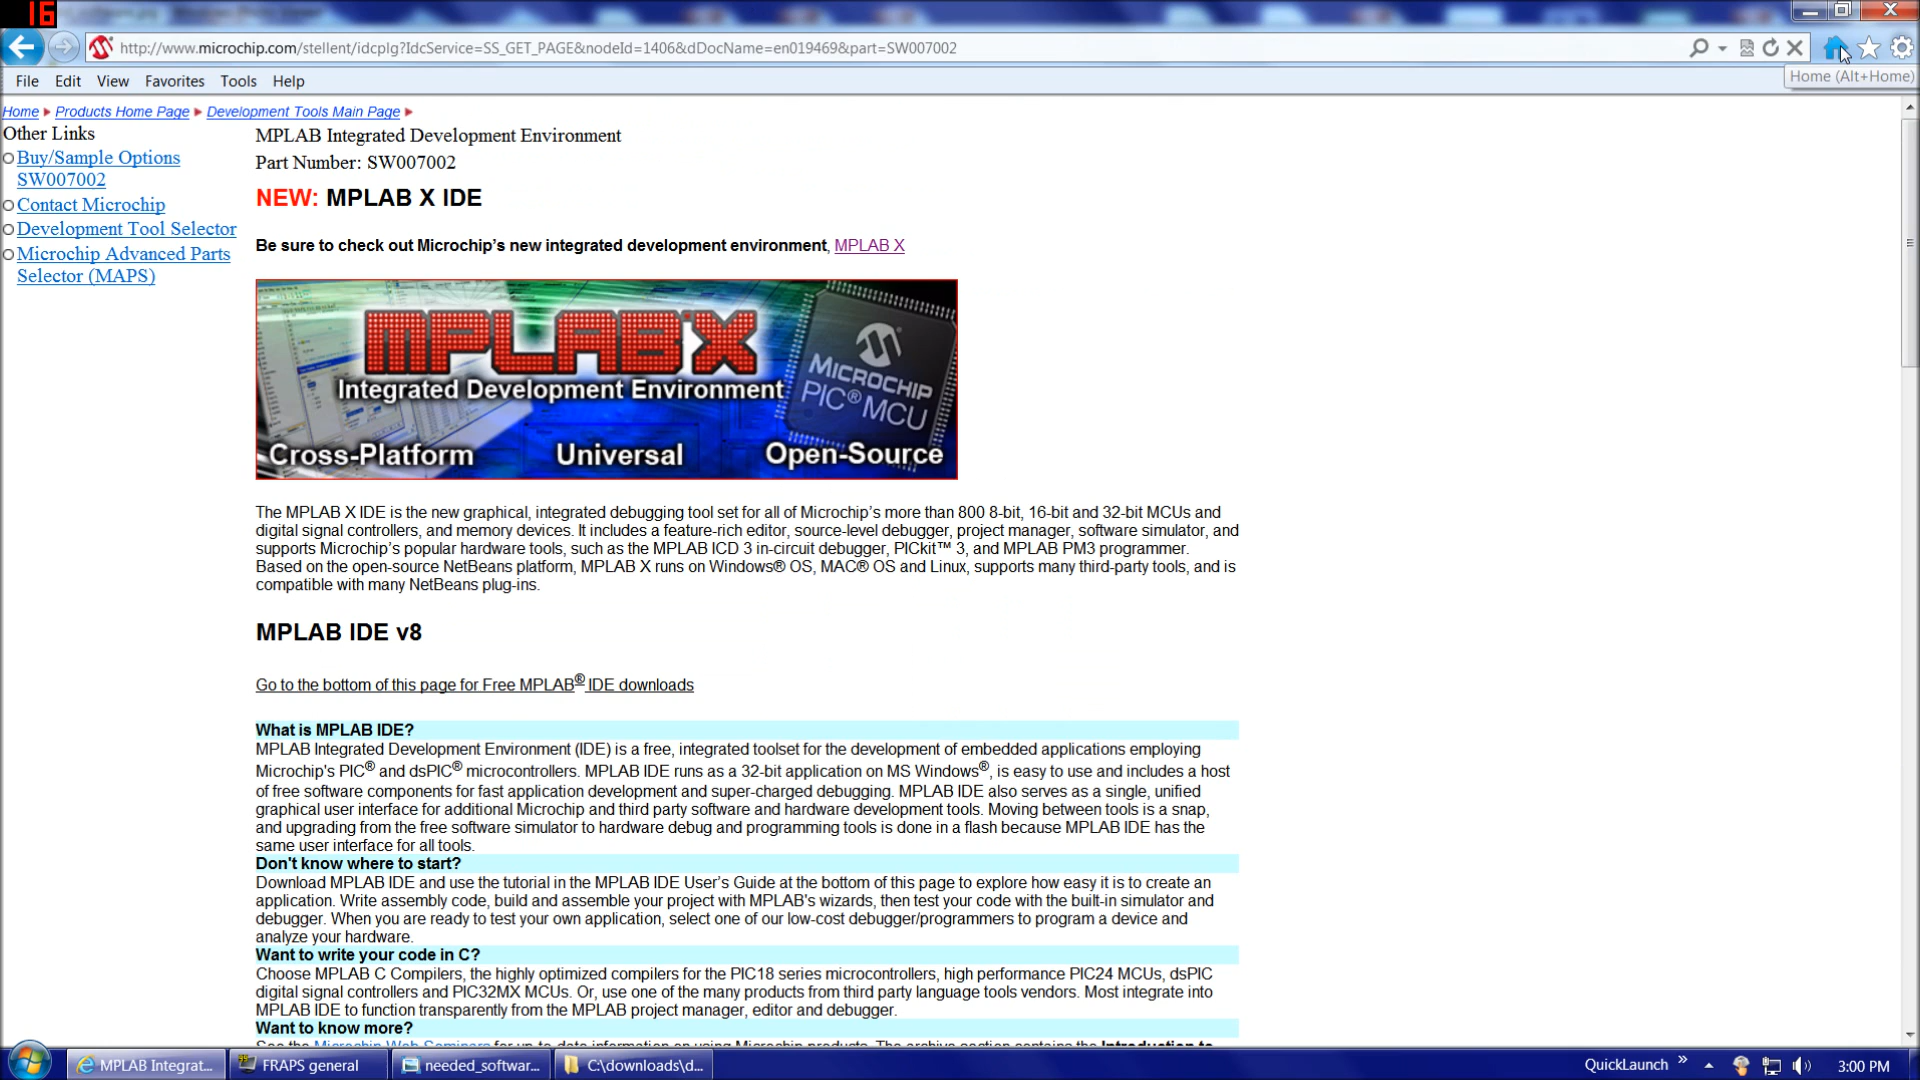 16
http://www.microchip.com/stellent/idcplg?IdcService=SS_GET_PAGE&nodeId=1406&dDocName=en019469&part=SW007002
File Edit View Favorites Tools Help
Home (Alt+Home)
Home Products Home Page Development Tools Main Page
Other Links
Buy/Sample Options
SW007002
Contact Microchip
Development Tool Selector
Microchip Advanced Parts
Selector (MAPS)
MPLAB Integrated Development Environment
Part Number: SW007002
NEW: MPLAB X IDE
Be sure to check out Microchip’s new integrated development environment, MPLAB X
MPLAB X
Integrated Development Environment
MICROCHIP
PIC® MCU
Cross-Platform Universal Open-Source
The MPLAB X IDE is the new graphical, integrated debugging tool set for all of Microchip’s more than 800 8-bit, 16-bit and 32-bit MCUs and
digital signal controllers, and memory devices. It includes a feature-rich editor, source-level debugger, project manager, software simulator, and
supports Microchip’s popular hardware tools, such as the MPLAB ICD 3 in-circuit debugger, PICkit™ 3, and MPLAB PM3 programmer.
Based on the open-source NetBeans platform, MPLAB X runs on Windows® OS, MAC® OS and Linux, supports many third-party tools, and is
compatible with many NetBeans plug-ins.
MPLAB IDE v8
Go to the bottom of this page for Free MPLAB® IDE downloads
What is MPLAB IDE?
MPLAB Integrated Development Environment (IDE) is a free, integrated toolset for the development of embedded applications employing
Microchip's PIC® and dsPIC® microcontrollers. MPLAB IDE runs as a 32-bit application on MS Windows®, is easy to use and includes a host
of free software components for fast application development and super-charged debugging. MPLAB IDE also serves as a single, unified
graphical user interface for additional Microchip and third party software and hardware development tools. Moving between tools is a snap,
and upgrading from the free software simulator to hardware debug and programming tools is done in a flash because MPLAB IDE has the
same user interface for all tools.
Don't know where to start?
Download MPLAB IDE and use the tutorial in the MPLAB IDE User’s Guide at the bottom of this page to explore how easy it is to create an
application. Write assembly code, build and assemble your project with MPLAB's wizards, then test your code with the built-in simulator and
debugger. When you are ready to test your own application, select one of our low-cost debugger/programmers to program a device and
analyze your hardware.
Want to write your code in C?
Choose MPLAB C Compilers, the highly optimized compilers for the PIC18 series microcontrollers, high performance PIC24 MCUs, dsPIC
digital signal controllers and PIC32MX MCUs. Or, use one of the many products from third party language tools vendors. Most integrate into
MPLAB IDE to function transparently from the MPLAB project manager, editor and debugger.
Want to know more?
See the Microchip Web Seminars for up-to-date information on using Microchip products. The archive section contains the Introduction to
MPLAB Integrat... FRAPS general needed_softwar... C:\downloads\d... QuickLaunch » 3:00 PM